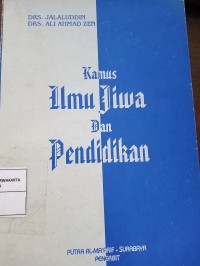 DRS. JALALUDDIN
DRS. ALI AHMAD ZEN
Kamus
Ilmu Jiwa
Dan
Pendidikan
PUTRA AL-MA'ARIF - SURABAYA
PENERBIT